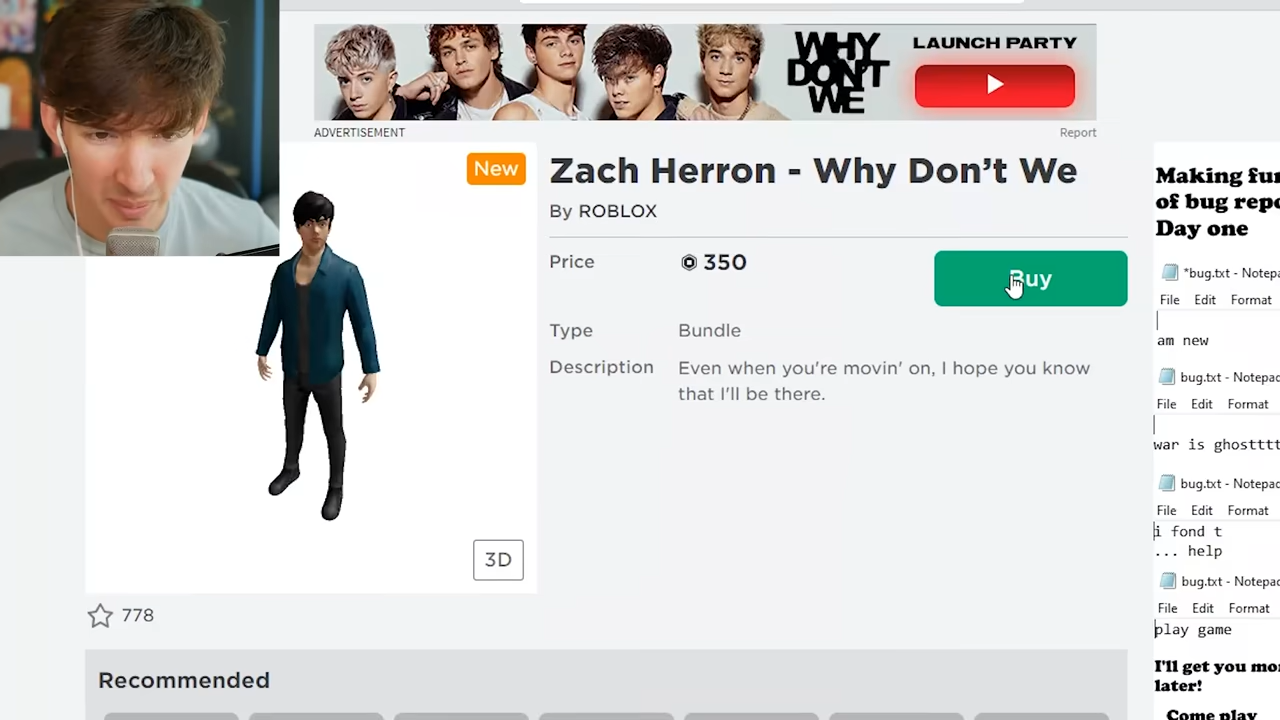 WHY
DON'T
WE
LAUNCH PARTY
ADVERTISEMENT
Report
New
Zach Herron - Why Don't We
By ROBLOX
Price
350
Buy
Type
Bundle
Description
Even when you're movin' on, I hope you know
that I'll be there.
3D
778
Recommended
Making fu
of bug repo
Day one
*bug.txt - Notepa
File Edit Format
am new
bug.txt - Notepa
File Edit Format
war is ghosttttt
bug.txt - Notepa
File Edit Format
i fond t
... help
bug.txt - Notepa
File Edit Format
play game
I'll get you mo
later!
Come play